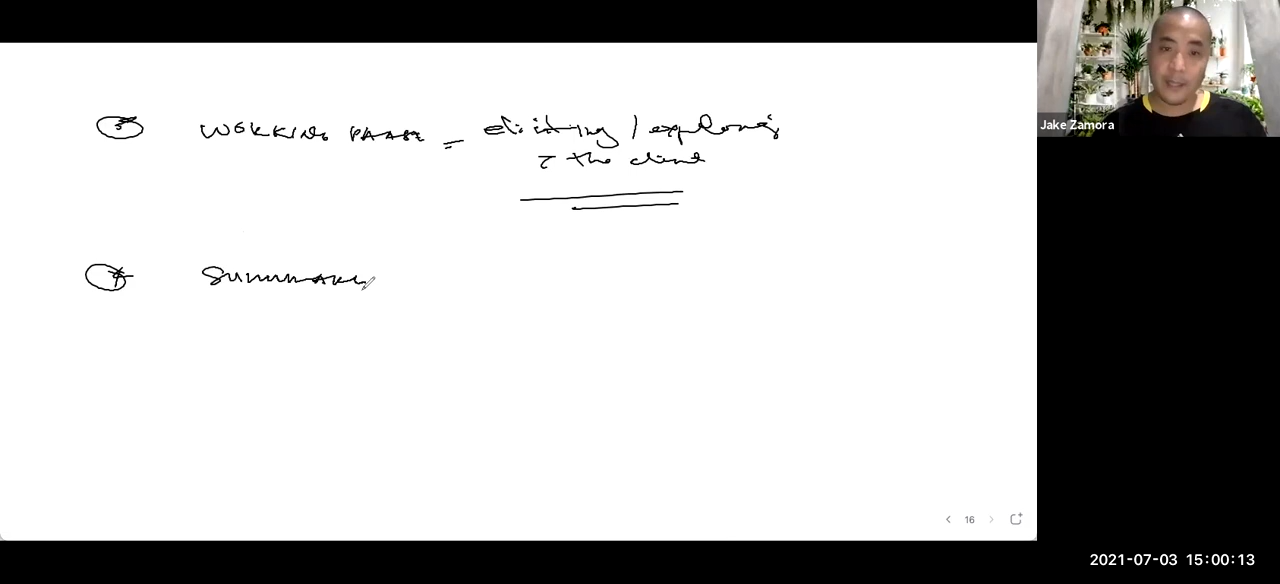 3 WORKING PHASE = eliciting / exploring
c̄ the client
4 SUMMARY
Jake Zamora
16
2021-07-03 15:00:13